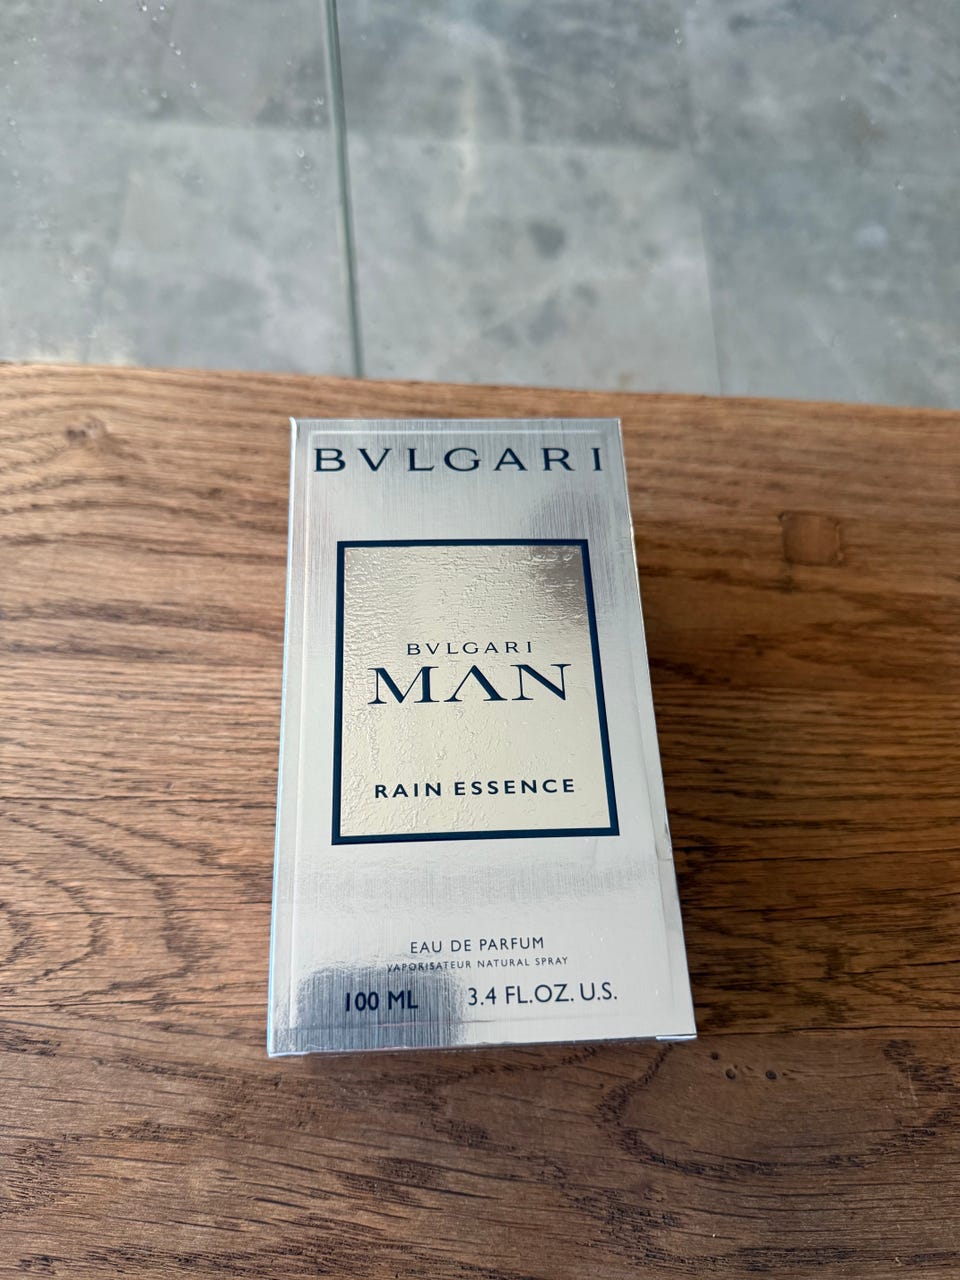 BVLGARI
BVLGARI
MAN
RAIN ESSENCE
EAU DE PARFUM
VAPORISATEUR NATURAL SPRAY
100 ML 3.4 FL.OZ. U.S.